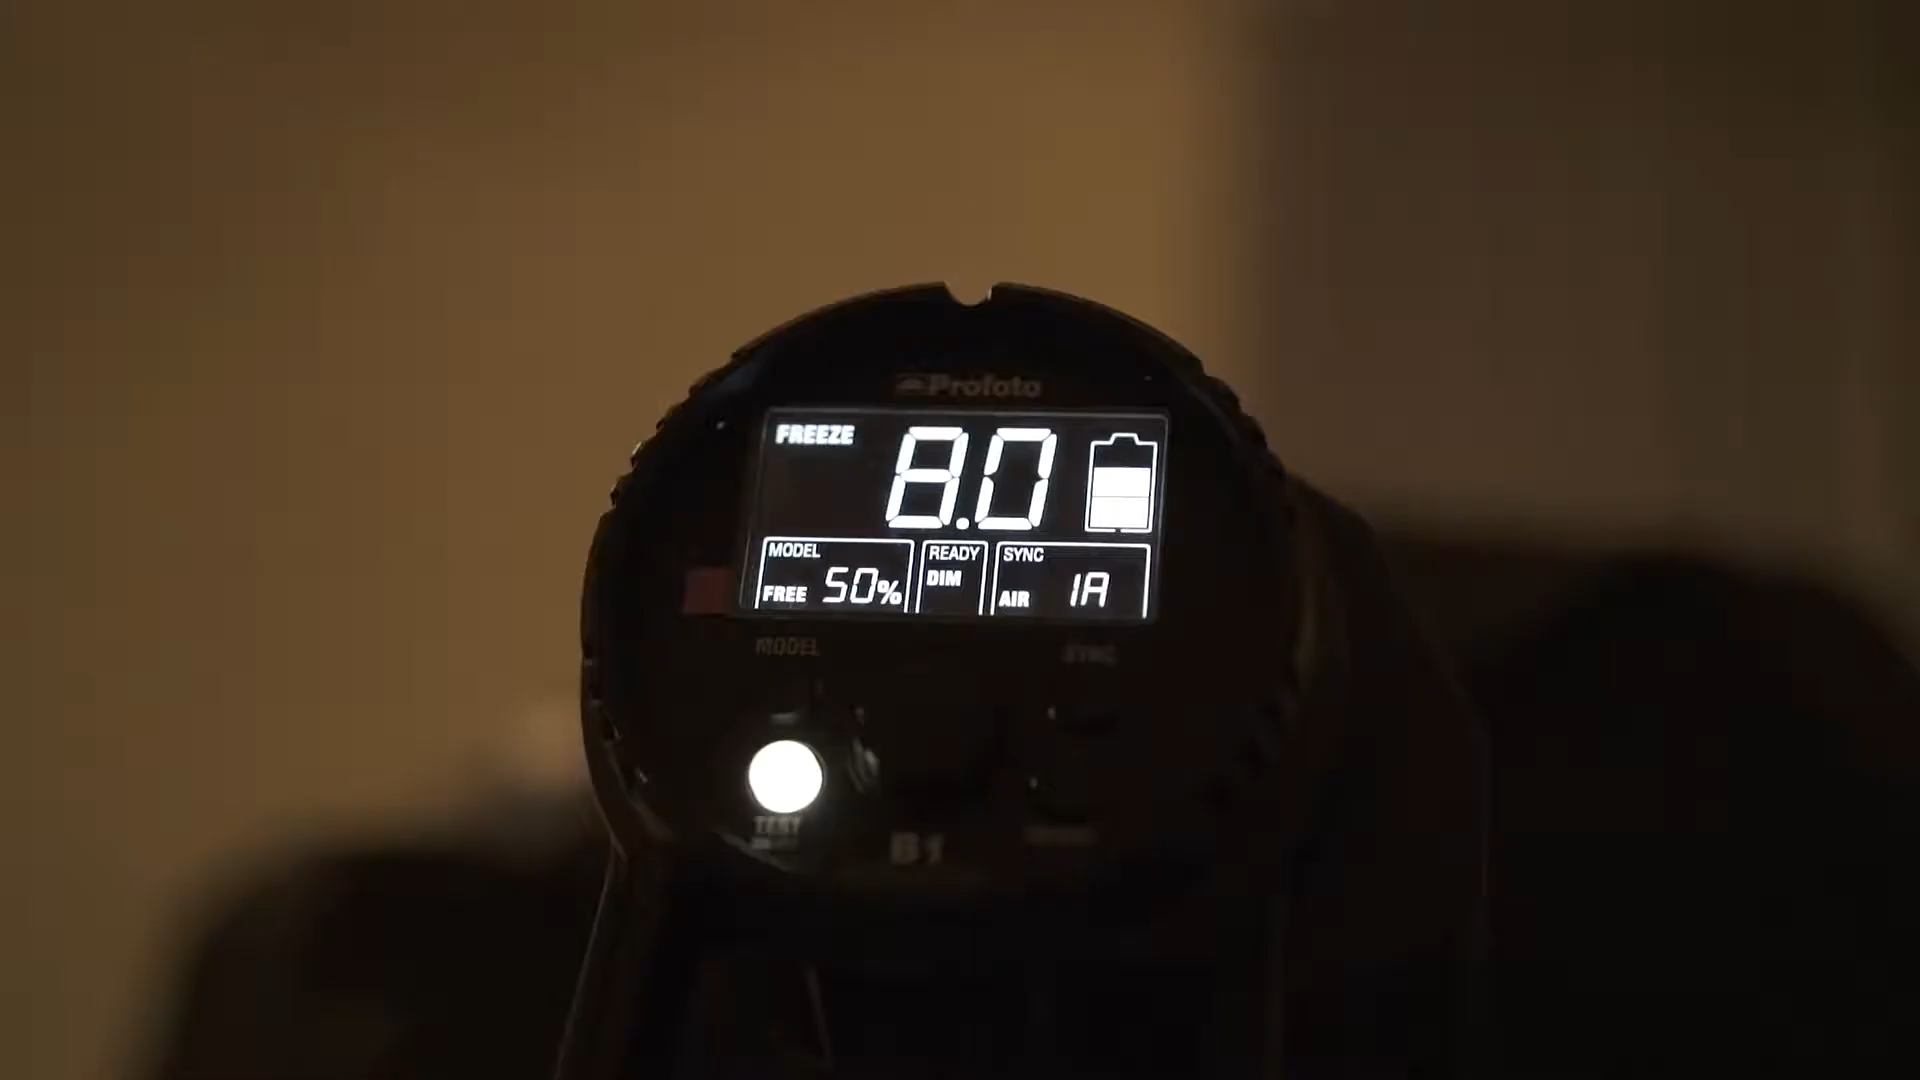 Profoto
FREEZE 8.0
MODEL READY SYNC
FREE 50% DIM AIR 1A
MODEL SYNC
TEST
B1